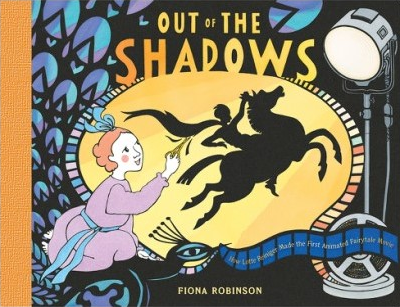 OUT OF THE
SHADOWS
How Lotte Reiniger Made the First Animated Fairytale Movie
FIONA ROBINSON